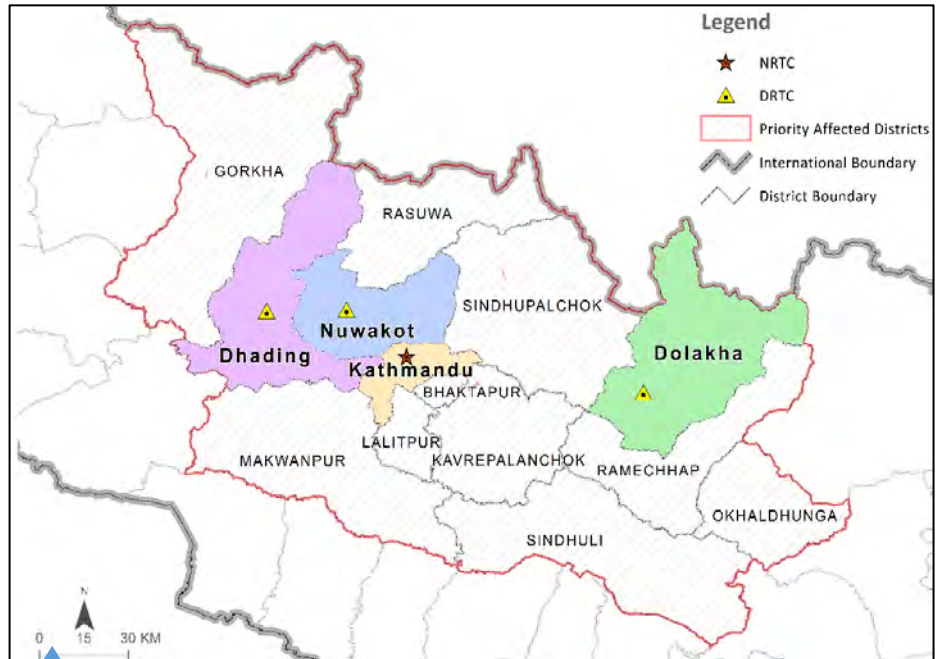 Legend
NRTC
DRTC
Priority Affected Districts
International Boundary
District Boundary
GORKHA
RASUWA
SINDHUPALCHOK
Nuwakot
Dhading
Dolakha
Kathmandu
BHAKTAPUR
LALITPUR
MAKWANPUR
KAVREPALANCHOK
RAMECHHAP
OKHALDHUNGA
SINDHULI
N
0 15 30 KM